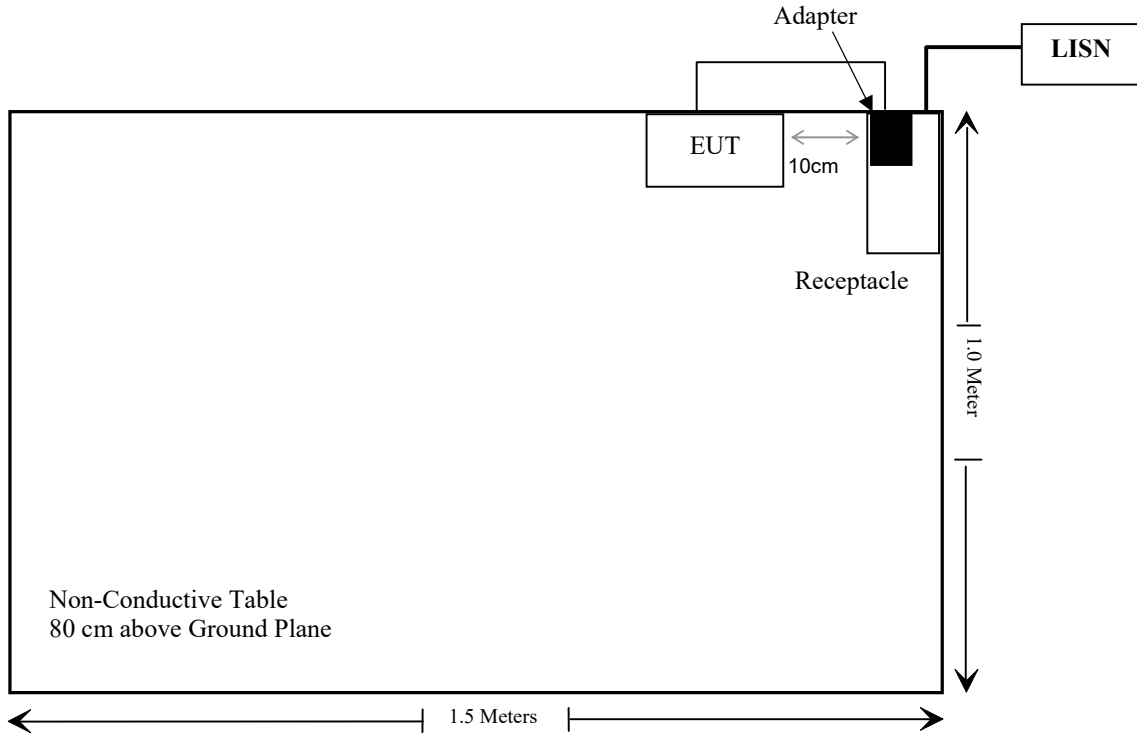 Adapter
LISN
EUT
10cm
Receptacle
1.0 Meter
Non-Conductive Table
80 cm above Ground Plane
1.5 Meters